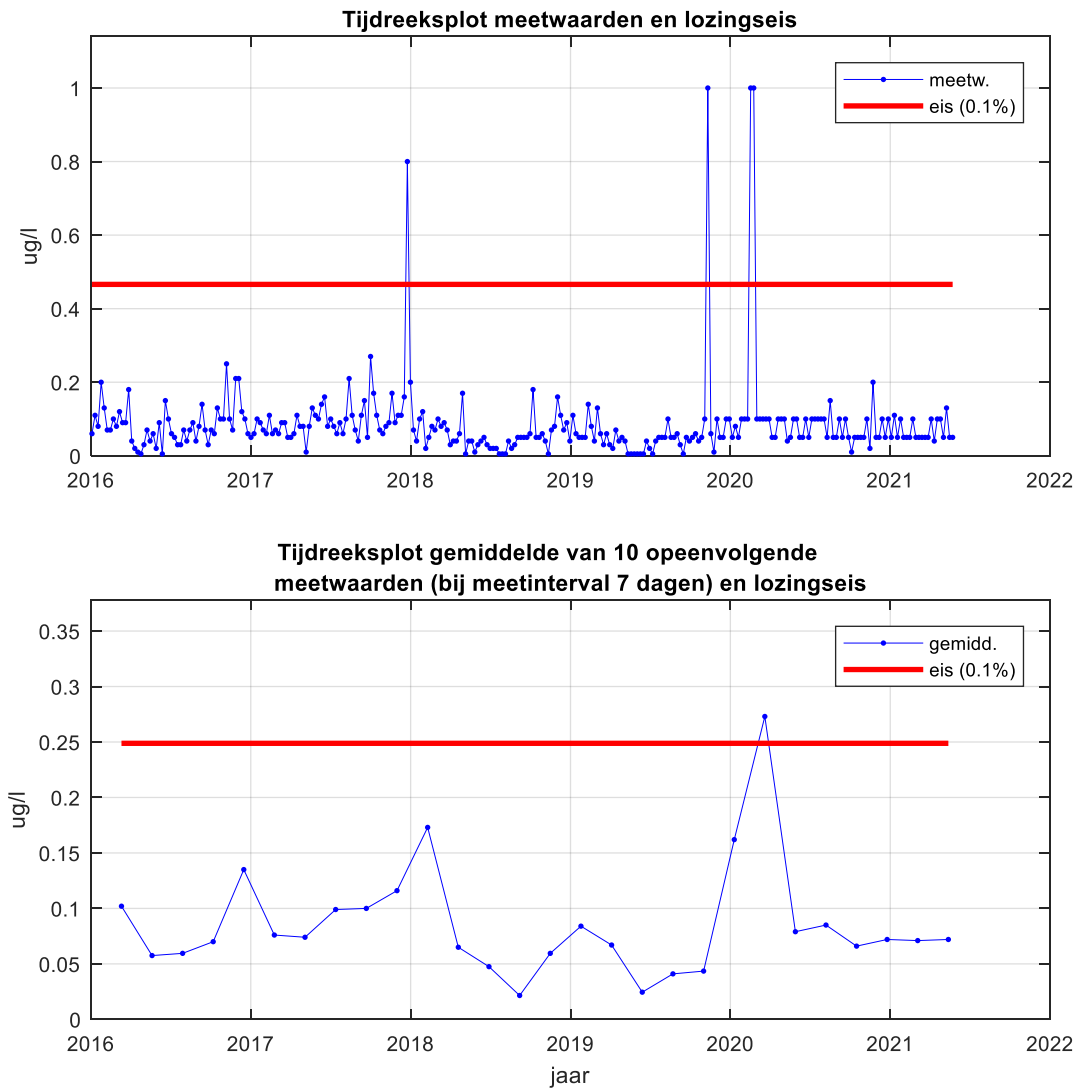 Tijdreeksplot meetwaarden en lozingseis
1
0.8
0.6
0.4
0.2
0
ug/l
meetw.
eis (0.1%)
2016 2017 2018 2019 2020 2021 2022
Tijdreeksplot gemiddelde van 10 opeenvolgende
meetwaarden (bij meetinterval 7 dagen) en lozingseis
0.35
0.3
0.25
0.2
0.15
0.1
0.05
0
ug/l
gemidd.
eis (0.1%)
2016 2017 2018 2019 2020 2021 2022
jaar